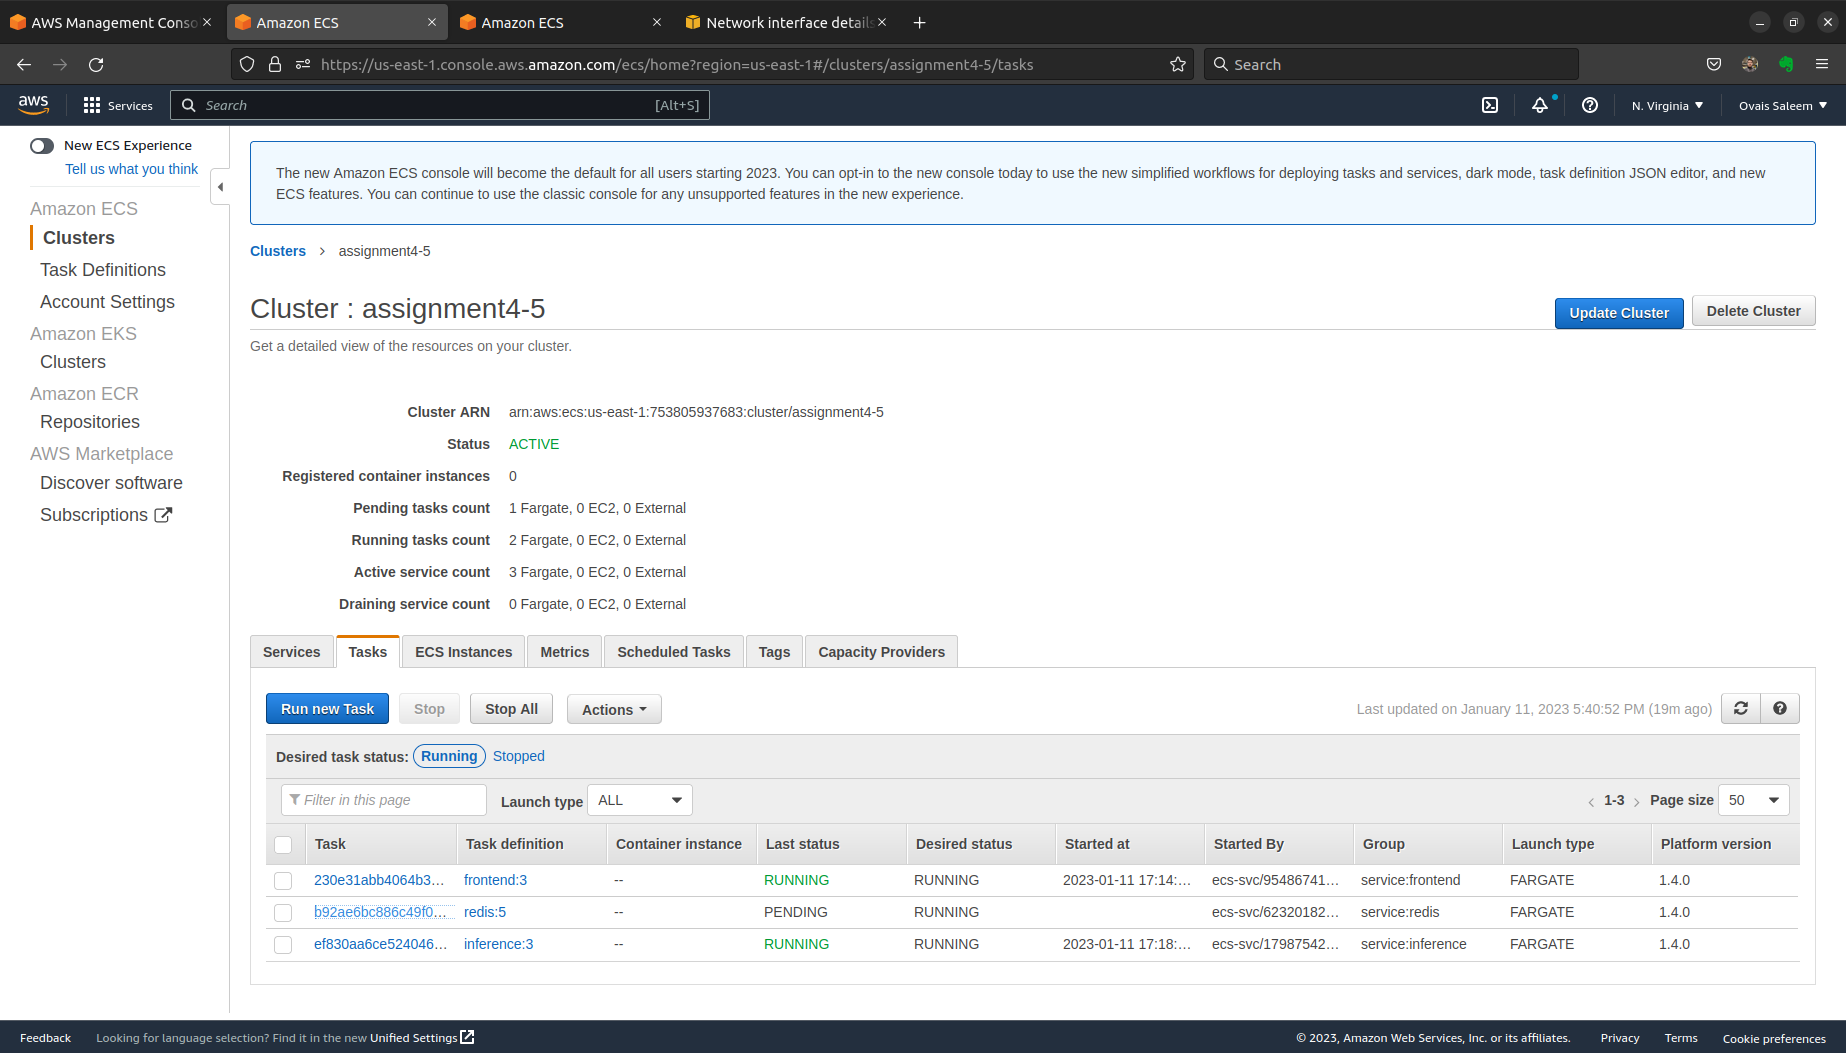 AWS Management Conso
Amazon ECS
Amazon ECS
Network interface details
https://us-east-1.console.aws.amazon.com/ecs/home?region=us-east-1#/clusters/assignment4-5/tasks
Search
aws
Services
Search
[Alt+S]
N. Virginia
Ovais Saleem
New ECS Experience
Tell us what you think
Amazon ECS
Clusters
Task Definitions
Account Settings
Amazon EKS
Clusters
Amazon ECR
Repositories
AWS Marketplace
Discover software
Subscriptions
The new Amazon ECS console will become the default for all users starting 2023. You can opt-in to the new console today to use the new simplified workflows for deploying tasks and services, dark mode, task definition JSON editor, and new
ECS features. You can continue to use the classic console for any unsupported features in the new experience.
Clusters > assignment4-5
Cluster : assignment4-5
Update Cluster
Delete Cluster
Get a detailed view of the resources on your cluster.
Cluster ARN arn:aws:ecs:us-east-1:753805937683:cluster/assignment4-5
Status ACTIVE
Registered container instances 0
Pending tasks count 1 Fargate, 0 EC2, 0 External
Running tasks count 2 Fargate, 0 EC2, 0 External
Active service count 3 Fargate, 0 EC2, 0 External
Draining service count 0 Fargate, 0 EC2, 0 External
Services Tasks ECS Instances Metrics Scheduled Tasks Tags Capacity Providers
Run new Task Stop Stop All Actions Last updated on January 11, 2023 5:40:52 PM (19m ago)
Desired task status: Running Stopped
Filter in this page Launch type ALL < 1-3 > Page size 50
Task Task definition Container instance Last status Desired status Started at Started By Group Launch type Platform version
230e31abb4064b3... frontend:3 -- RUNNING RUNNING 2023-01-11 17:14:... ecs-svc/95486741... service:frontend FARGATE 1.4.0
b92ae6bc886c49f0... redis:5 -- PENDING RUNNING ecs-svc/62320182... service:redis FARGATE 1.4.0
ef830aa6ce524046... inference:3 -- RUNNING RUNNING 2023-01-11 17:18:... ecs-svc/17987542... service:inference FARGATE 1.4.0
Feedback Looking for language selection? Find it in the new Unified Settings © 2023, Amazon Web Services, Inc. or its affiliates. Privacy Terms Cookie preferences